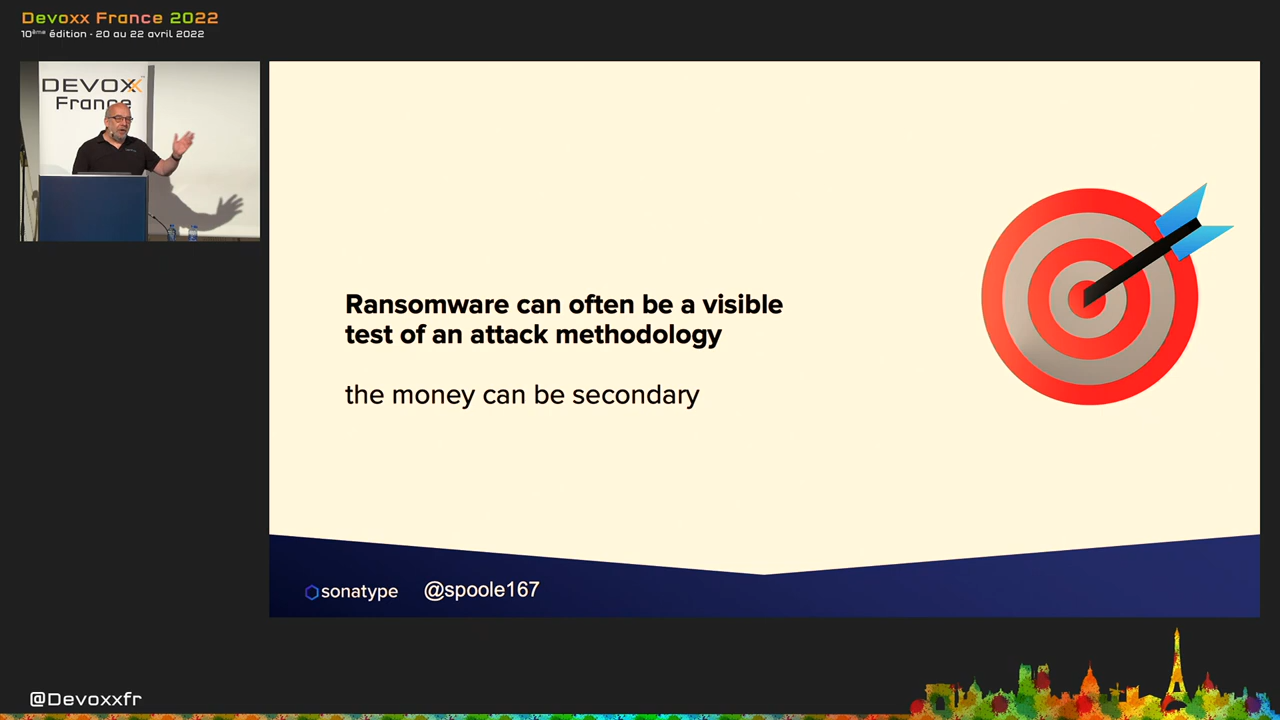 Devoxx France 2022
10ème édition - 20 au 22 avril 2022
DEVOXX
France
Ransomware can often be a visible
test of an attack methodology
the money can be secondary
sonatype @spoole167
@Devoxxfr